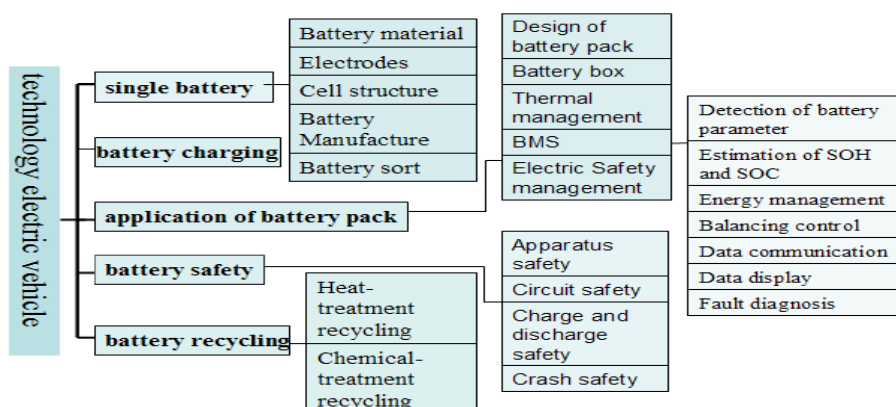 technology electric vehicle
single battery
battery charging
application of battery pack
battery safety
battery recycling
Battery material
Electrodes
Cell structure
Battery
Manufacture
Battery sort
Heat-
treatment
recycling
Chemical-
treatment
recycling
Design of
battery pack
Battery box
Thermal
management
BMS
Electric Safety
management
Apparatus
safety
Circuit safety
Charge and
discharge
safety
Crash safety
Detection of battery
parameter
Estimation of SOH
and SOC
Energy management
Balancing control
Data communication
Data display
Fault diagnosis